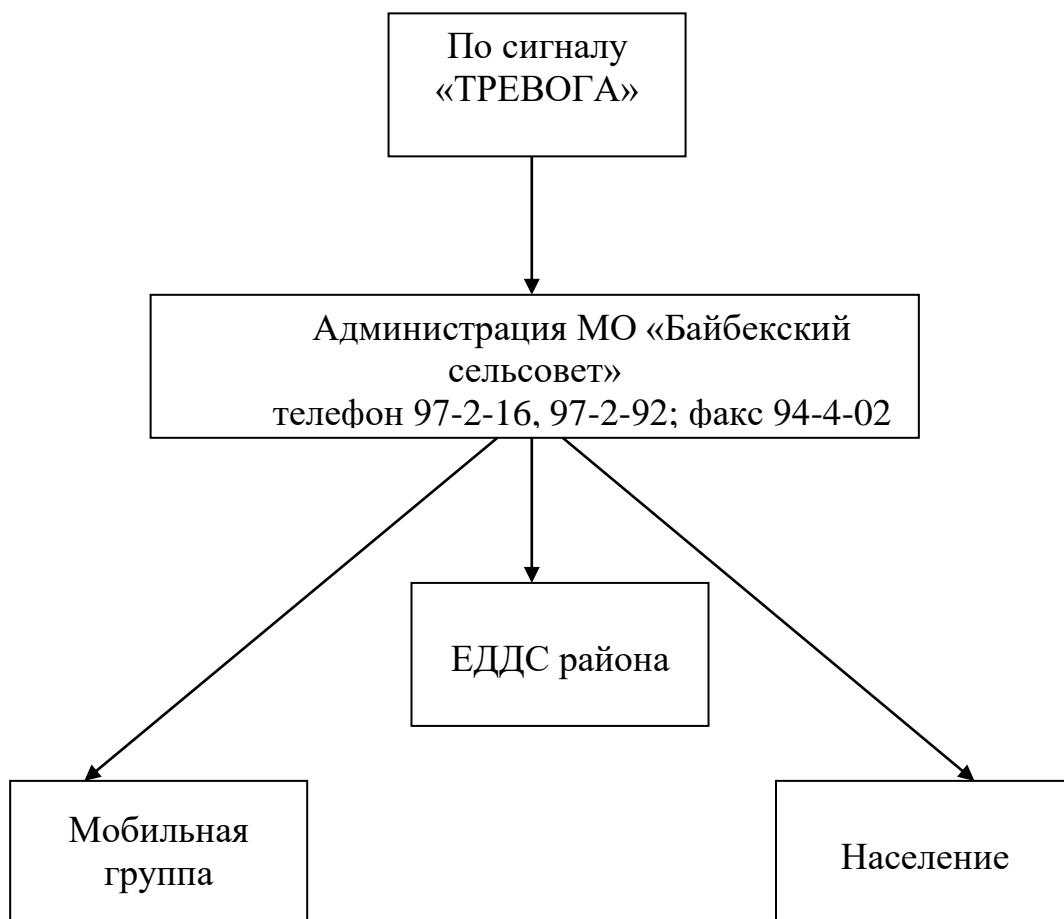 По сигналу
«ТРЕВОГА»
Администрация МО «Байбекский
сельсовет»
телефон 97-2-16, 97-2-92; факс 94-4-02
ЕДДС района
Мобильная
группа
Население